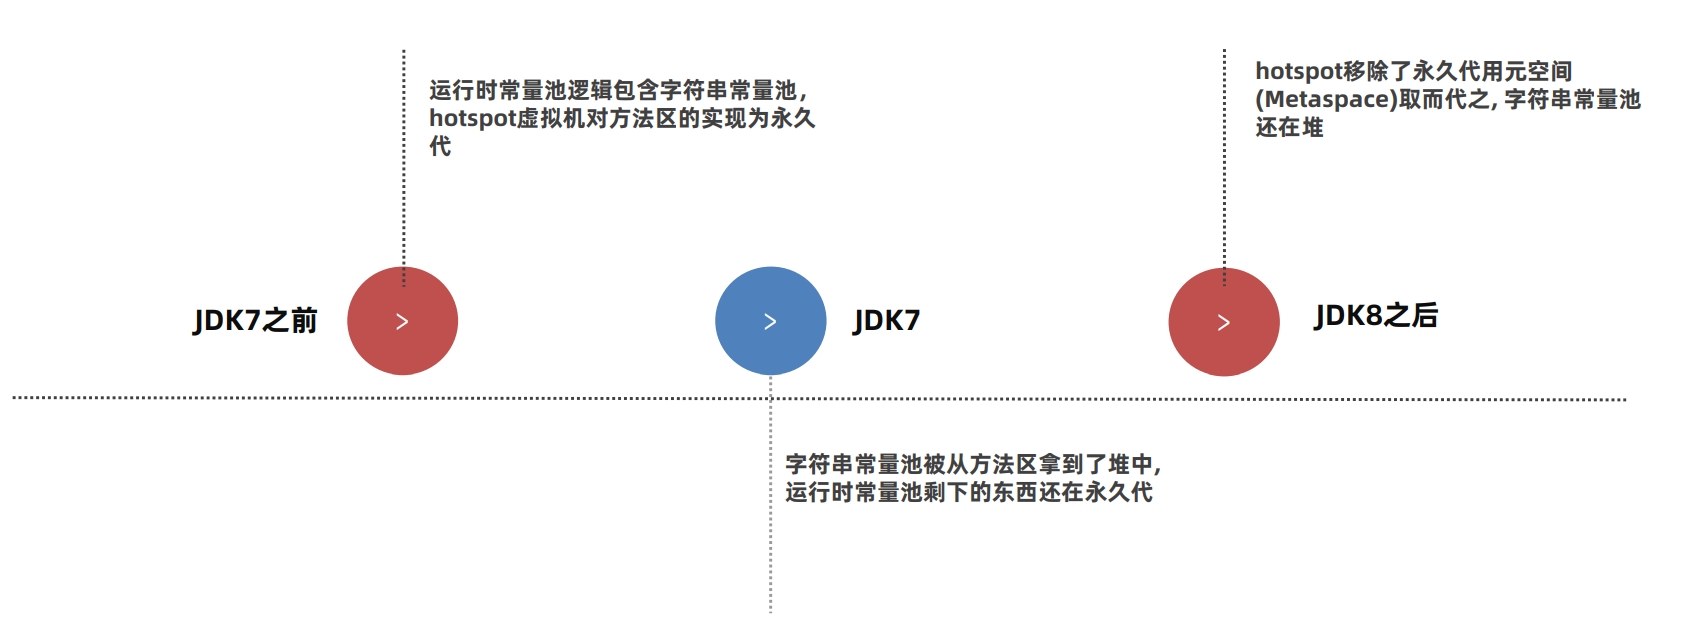 运行时常量池逻辑包含字符串常量池,
hotspot虚拟机对方法区的实现为永久
代
hotspot移除了永久代用元空间
(Metaspace)取而代之, 字符串常量池
还在堆
JDK7之前
>
>
JDK7
>
JDK8之后
字符串常量池被从方法区拿到了堆中,
运行时常量池剩下的东西还在永久代